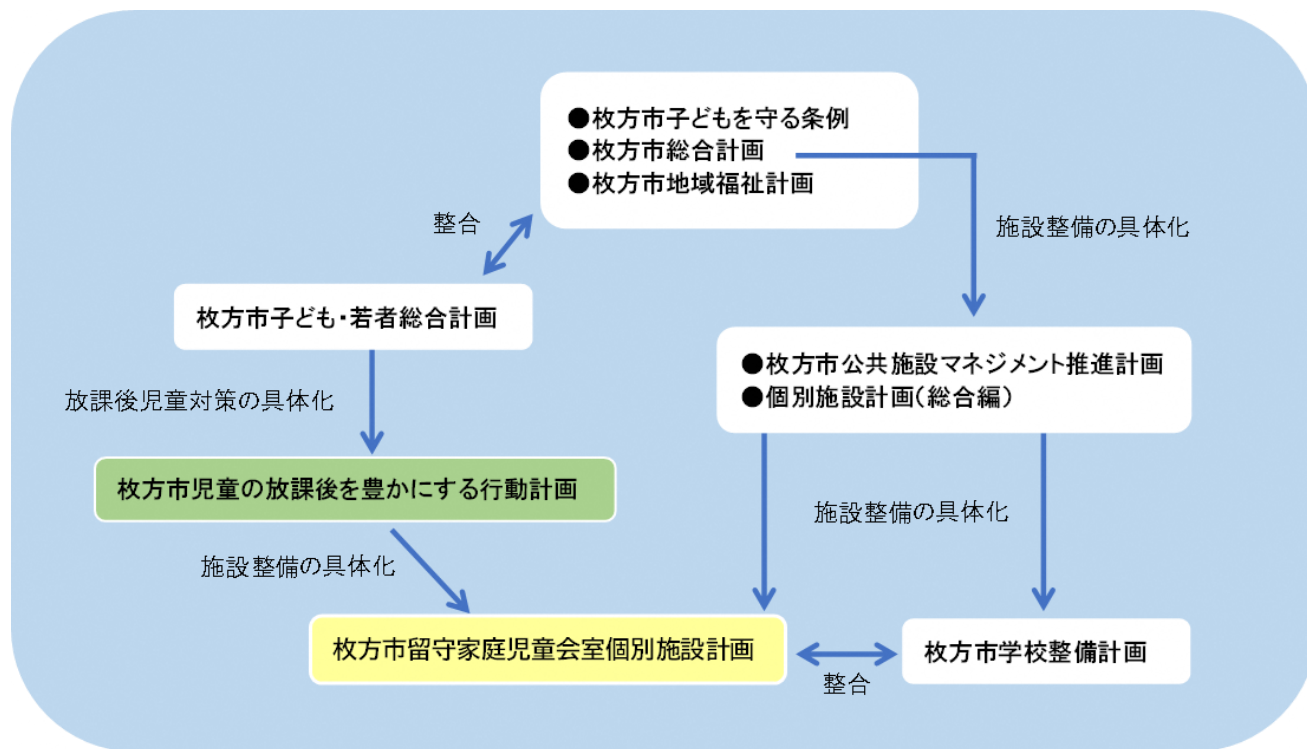 ●枚方市子どもを守る条例
●枚方市総合計画
●枚方市地域福祉計画
整合
施設整備の具体化
枚方市子ども・若者総合計画
●枚方市公共施設マネジメント推進計画
●個別施設計画(総合編)
放課後児童対策の具体化
枚方市児童の放課後を豊かにする行動計画
施設整備の具体化
施設整備の具体化
枚方市留守家庭児童会室個別施設計画
整合
枚方市学校整備計画